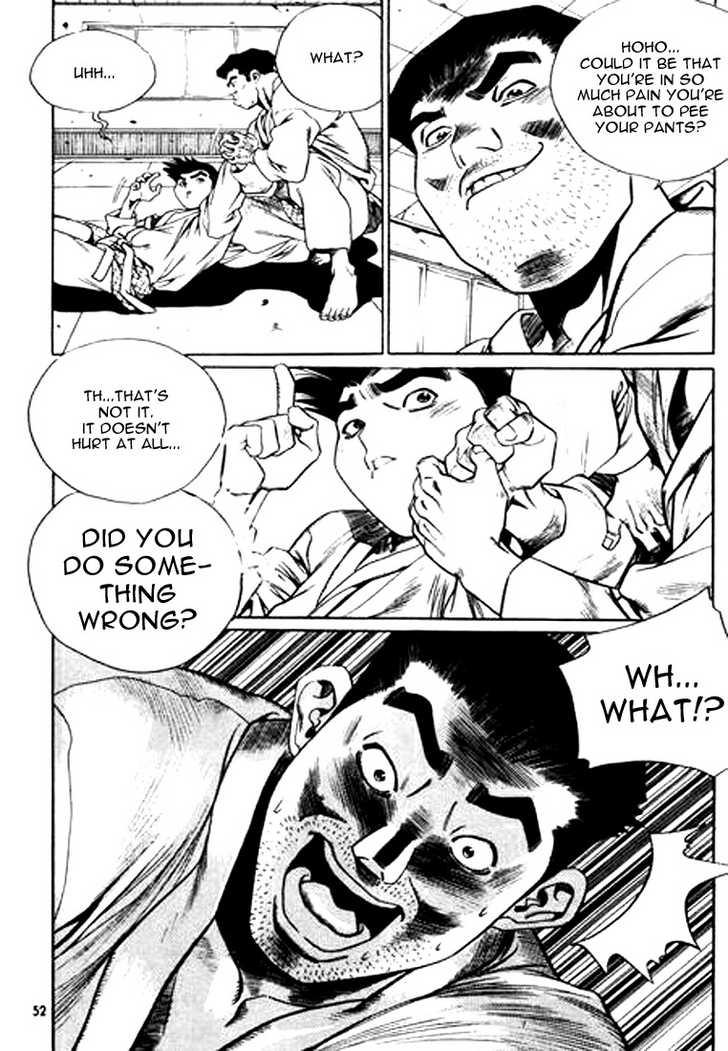 UHH...
WHAT?
HOHO...
COULD IT BE THAT
YOU'RE IN SO
MUCH PAIN YOU'RE
ABOUT TO PEE
YOUR PANTS?
TH...THAT'S
NOT IT.
IT DOESN'T
HURT AT ALL...
DID YOU
DO SOME-
THING
WRONG?
WH...
WHAT!?
52